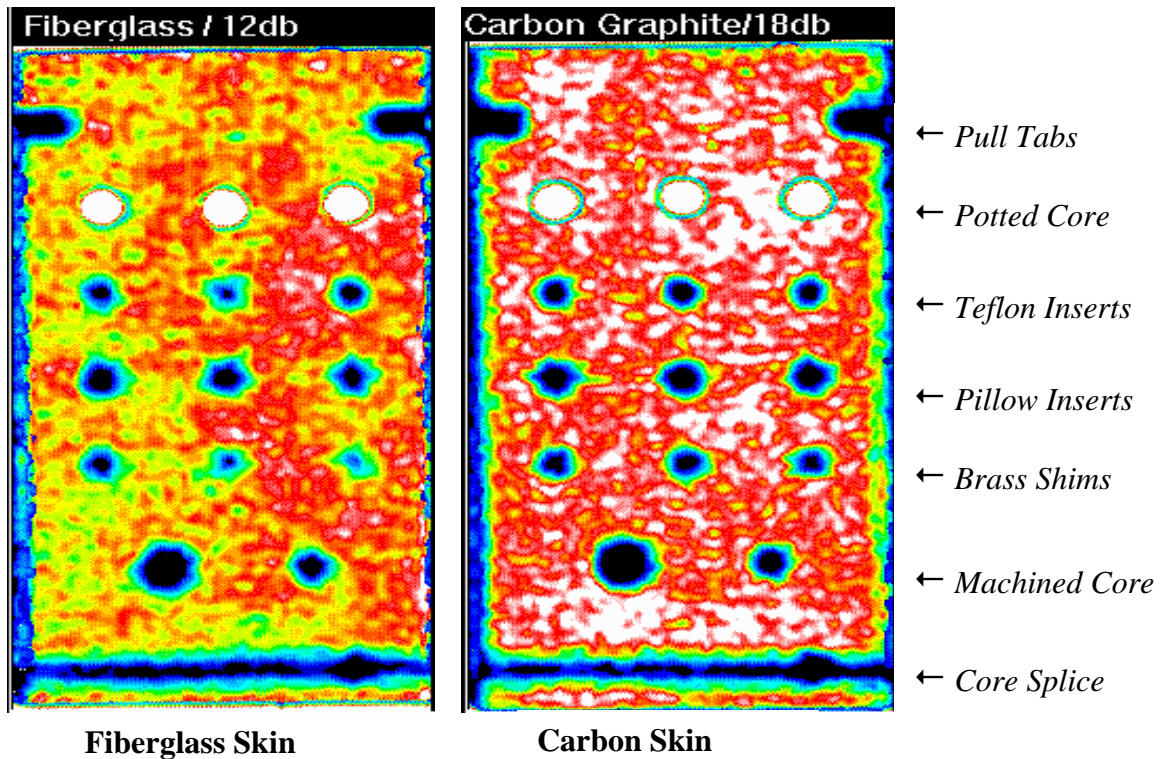 Fiberglass / 12db
Carbon Graphite/18db
← Pull Tabs
← Potted Core
← Teflon Inserts
← Pillow Inserts
← Brass Shims
← Machined Core
← Core Splice
Fiberglass Skin
Carbon Skin